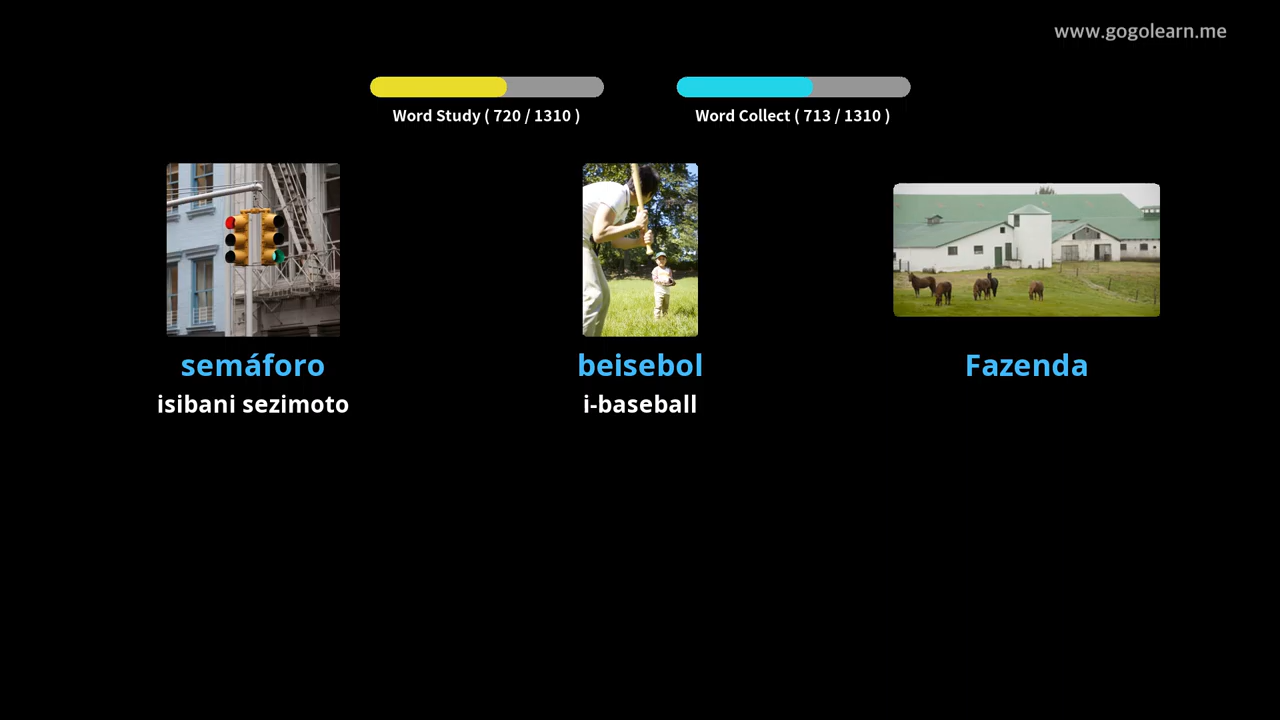 www.gogolearn.me
Word Study ( 720 / 1310 )
Word Collect ( 713 / 1310 )
semáforo
isibani sezimoto
beisebol
i-baseball
Fazenda